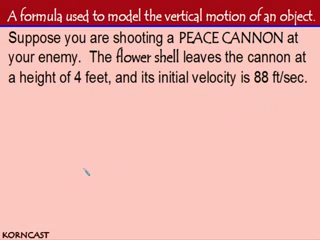 A formula used to model the vertical motion of an object.
Suppose you are shooting a PEACE CANNON at
your enemy. The flower shell leaves the cannon at
a height of 4 feet, and its initial velocity is 88 ft/sec.
KORNCAST